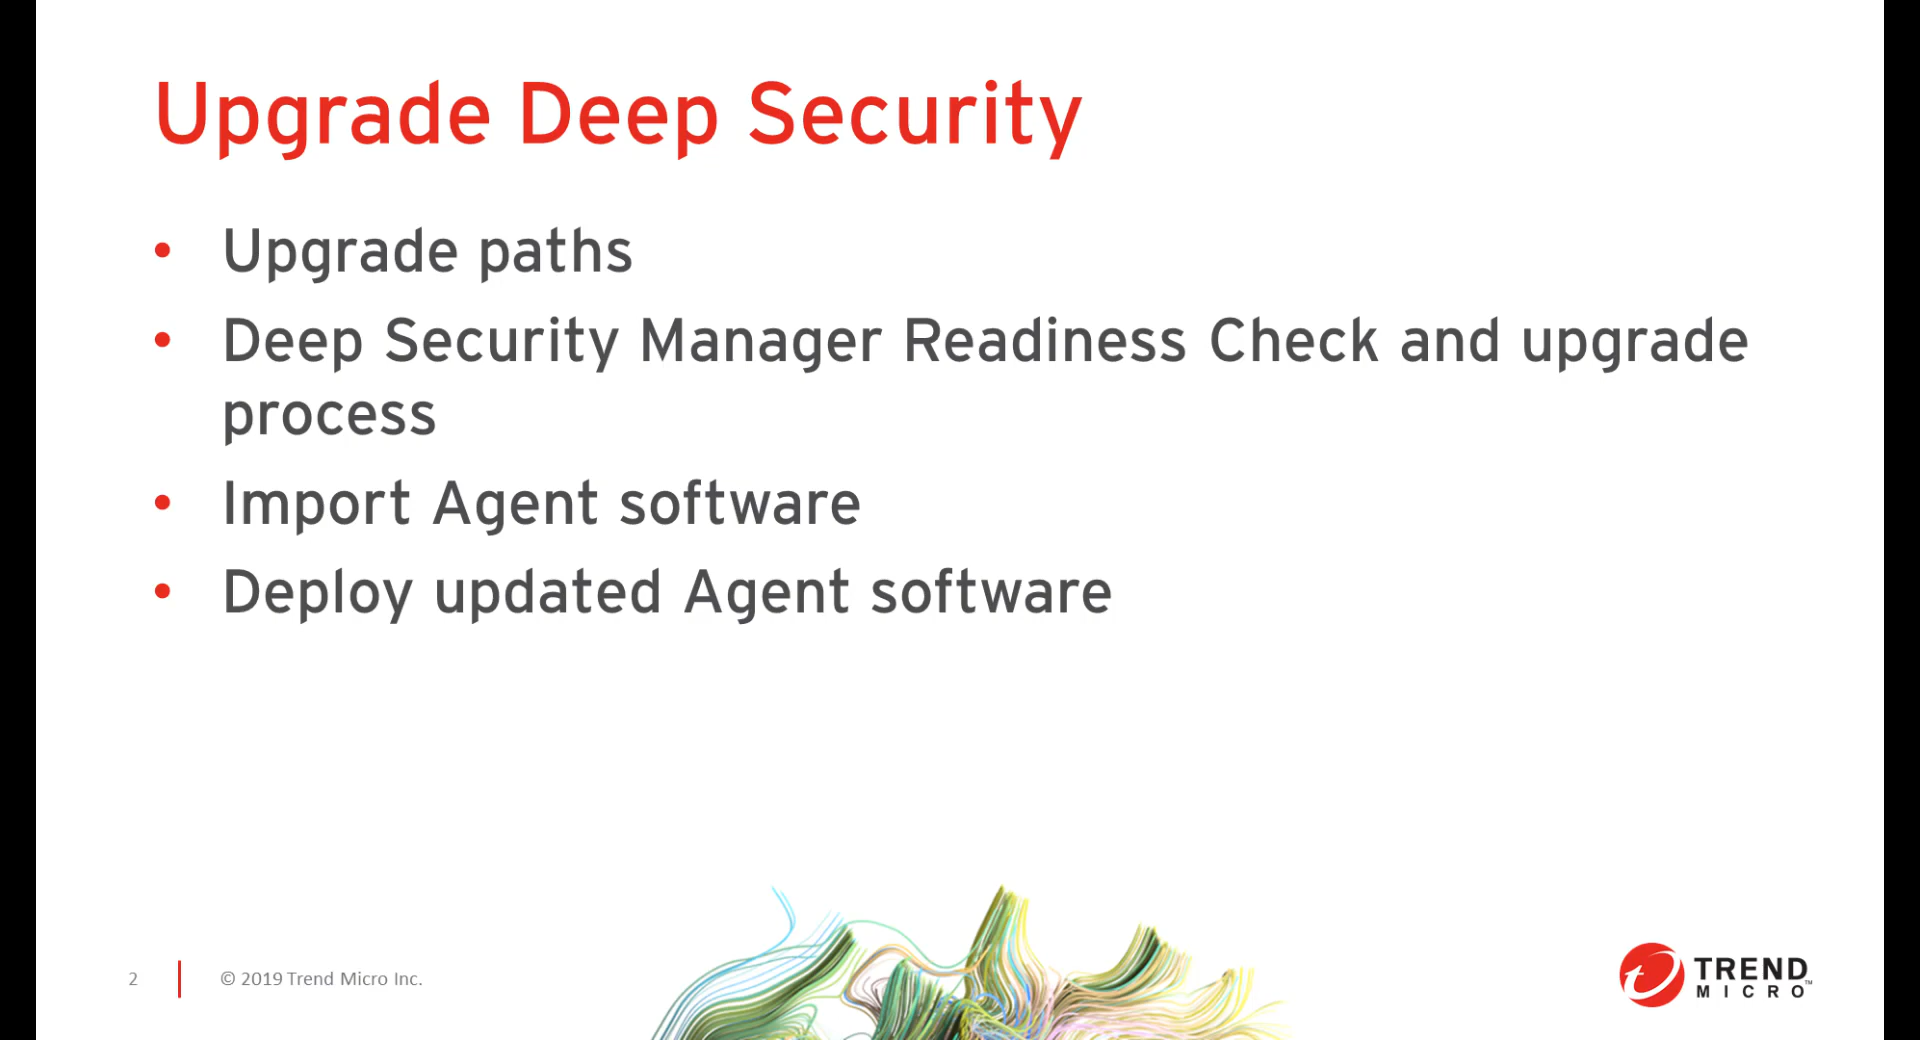 Upgrade Deep Security
• Upgrade paths
• Deep Security Manager Readiness Check and upgrade
process
• Import Agent software
• Deploy updated Agent software
2
© 2019 Trend Micro Inc.
TREND
MICRO™